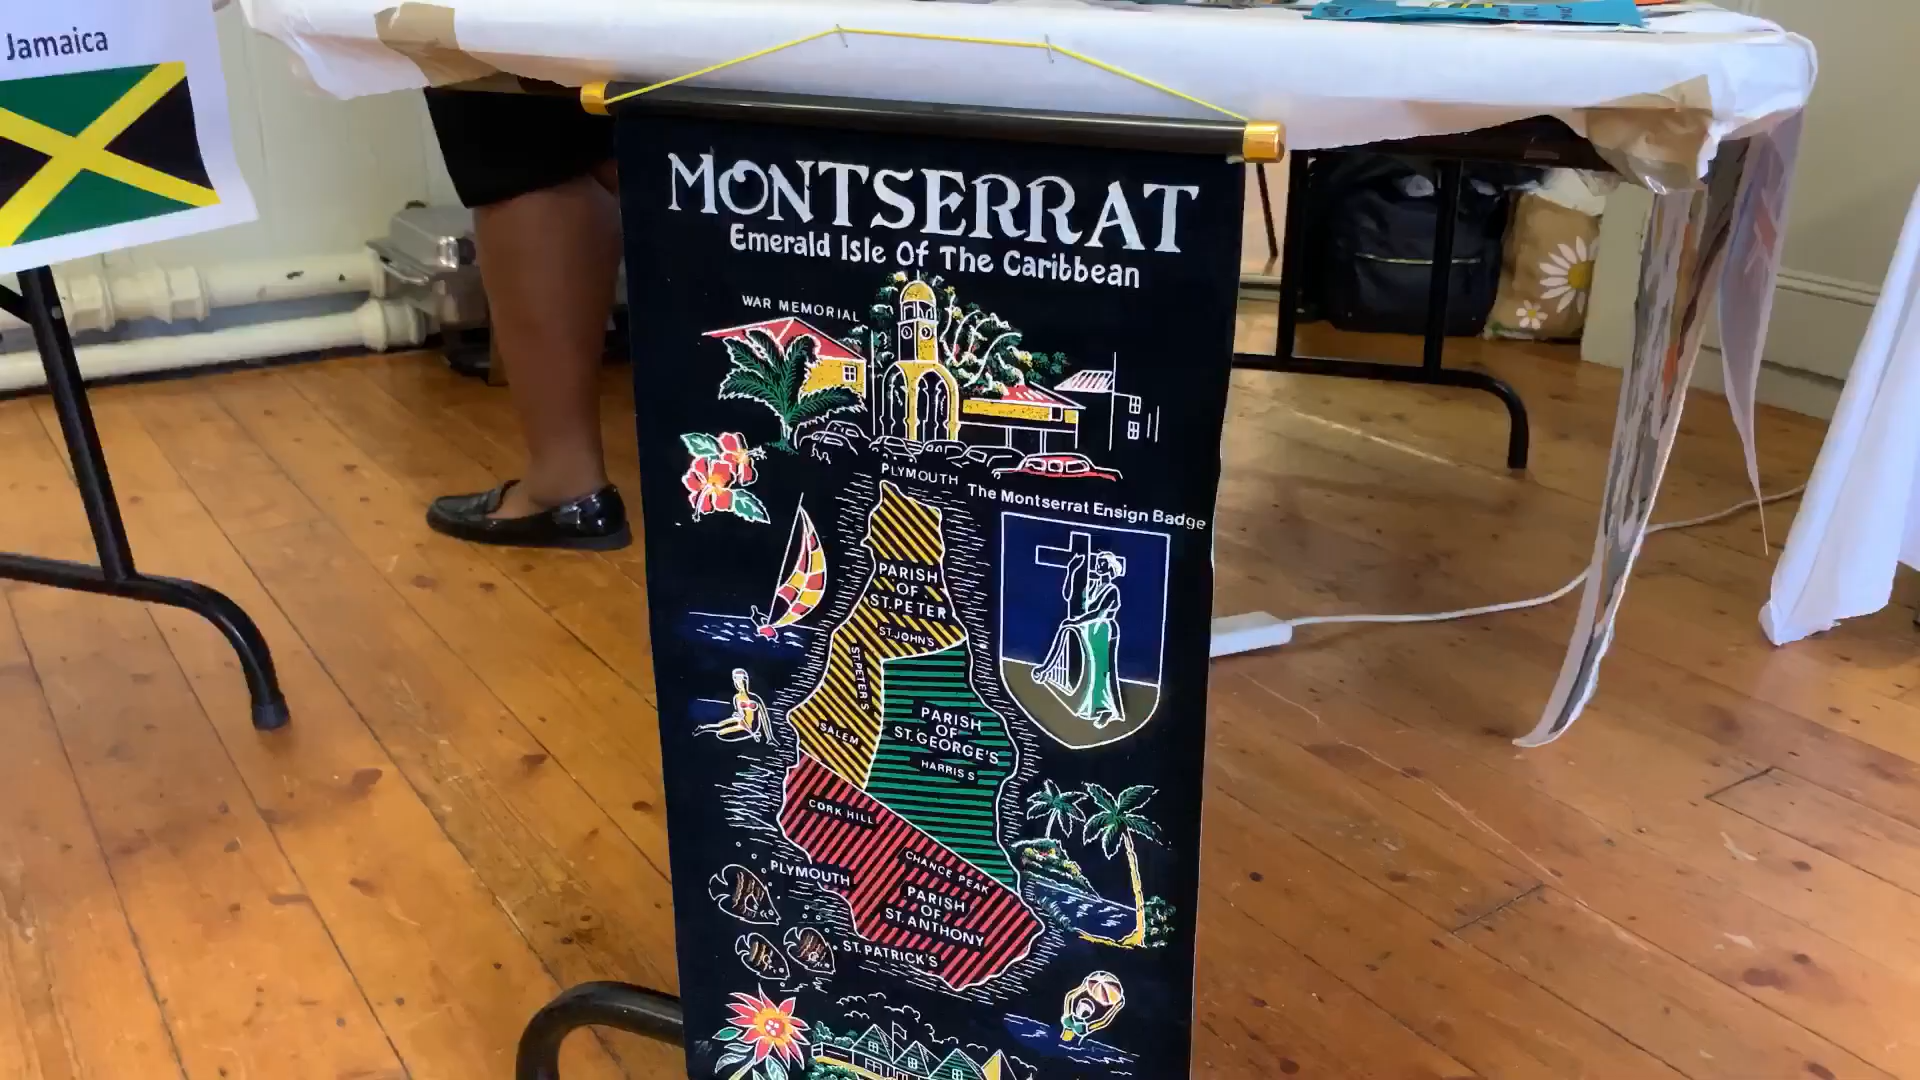 Jamaica
MONTSERRAT
Emerald Isle Of The Caribbean
WAR MEMORIAL
PLYMOUTH
The Montserrat Ensign Badge
PARISH
OF
ST.PETER
ST.JOHN'S
ST.PETER'S
SALEM
PARISH
OF
ST.GEORGE'S
HARRIS S
CORK HILL
CHANCE PEAK
PLYMOUTH
PARISH
OF
ST.ANTHONY
ST.PATRICK'S